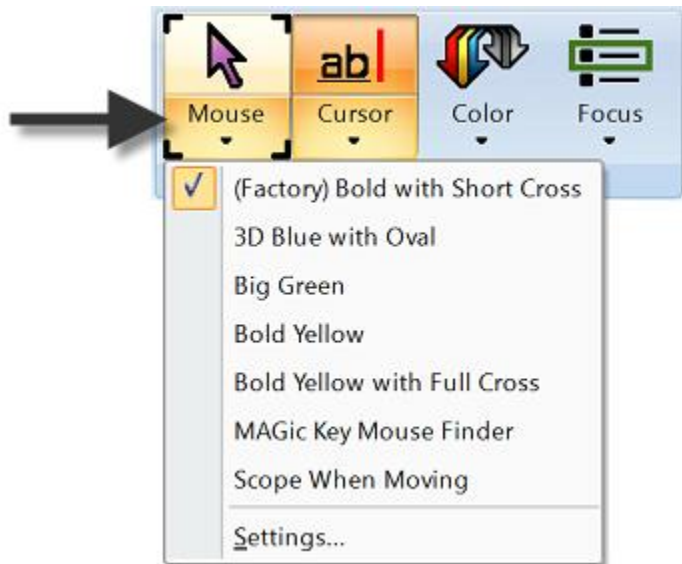 ab
Mouse Cursor Color Focus
(Factory) Bold with Short Cross
3D Blue with Oval
Big Green
Bold Yellow
Bold Yellow with Full Cross
MAGic Key Mouse Finder
Scope When Moving
Settings...